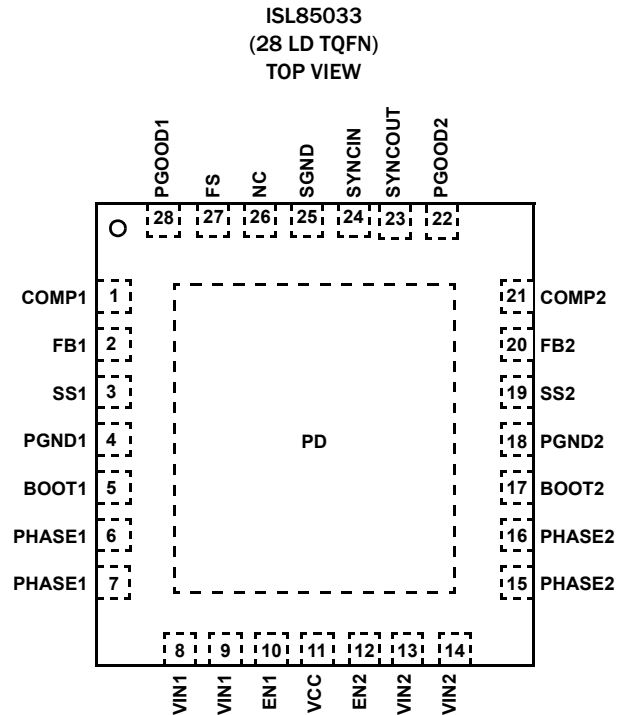 ISL85033
(28 LD TQFN)
TOP VIEW
PGOOD1
FS
NC
SGND
SYNCIN
SYNCOUT
PGOOD2
28 27 26 25 24 23 22
COMP1 1 21 COMP2
FB1 2 20 FB2
SS1 3 19 SS2
PGND1 4 PD 18 PGND2
BOOT1 5 17 BOOT2
PHASE1 6 16 PHASE2
PHASE1 7 15 PHASE2
8 9 10 11 12 13 14
VIN1
VIN1
EN1
VCC
EN2
VIN2
VIN2